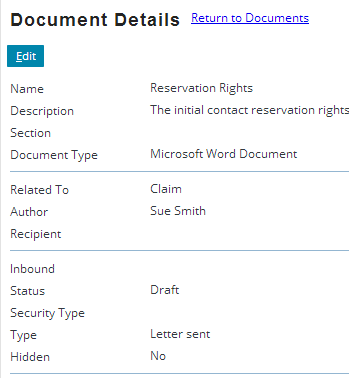 Document Details Return to Documents
Edit
Name Reservation Rights
Description The initial contact reservation rights
Section
Document Type Microsoft Word Document
Related To Claim
Author Sue Smith
Recipient
Inbound
Status Draft
Security Type
Type Letter sent
Hidden No